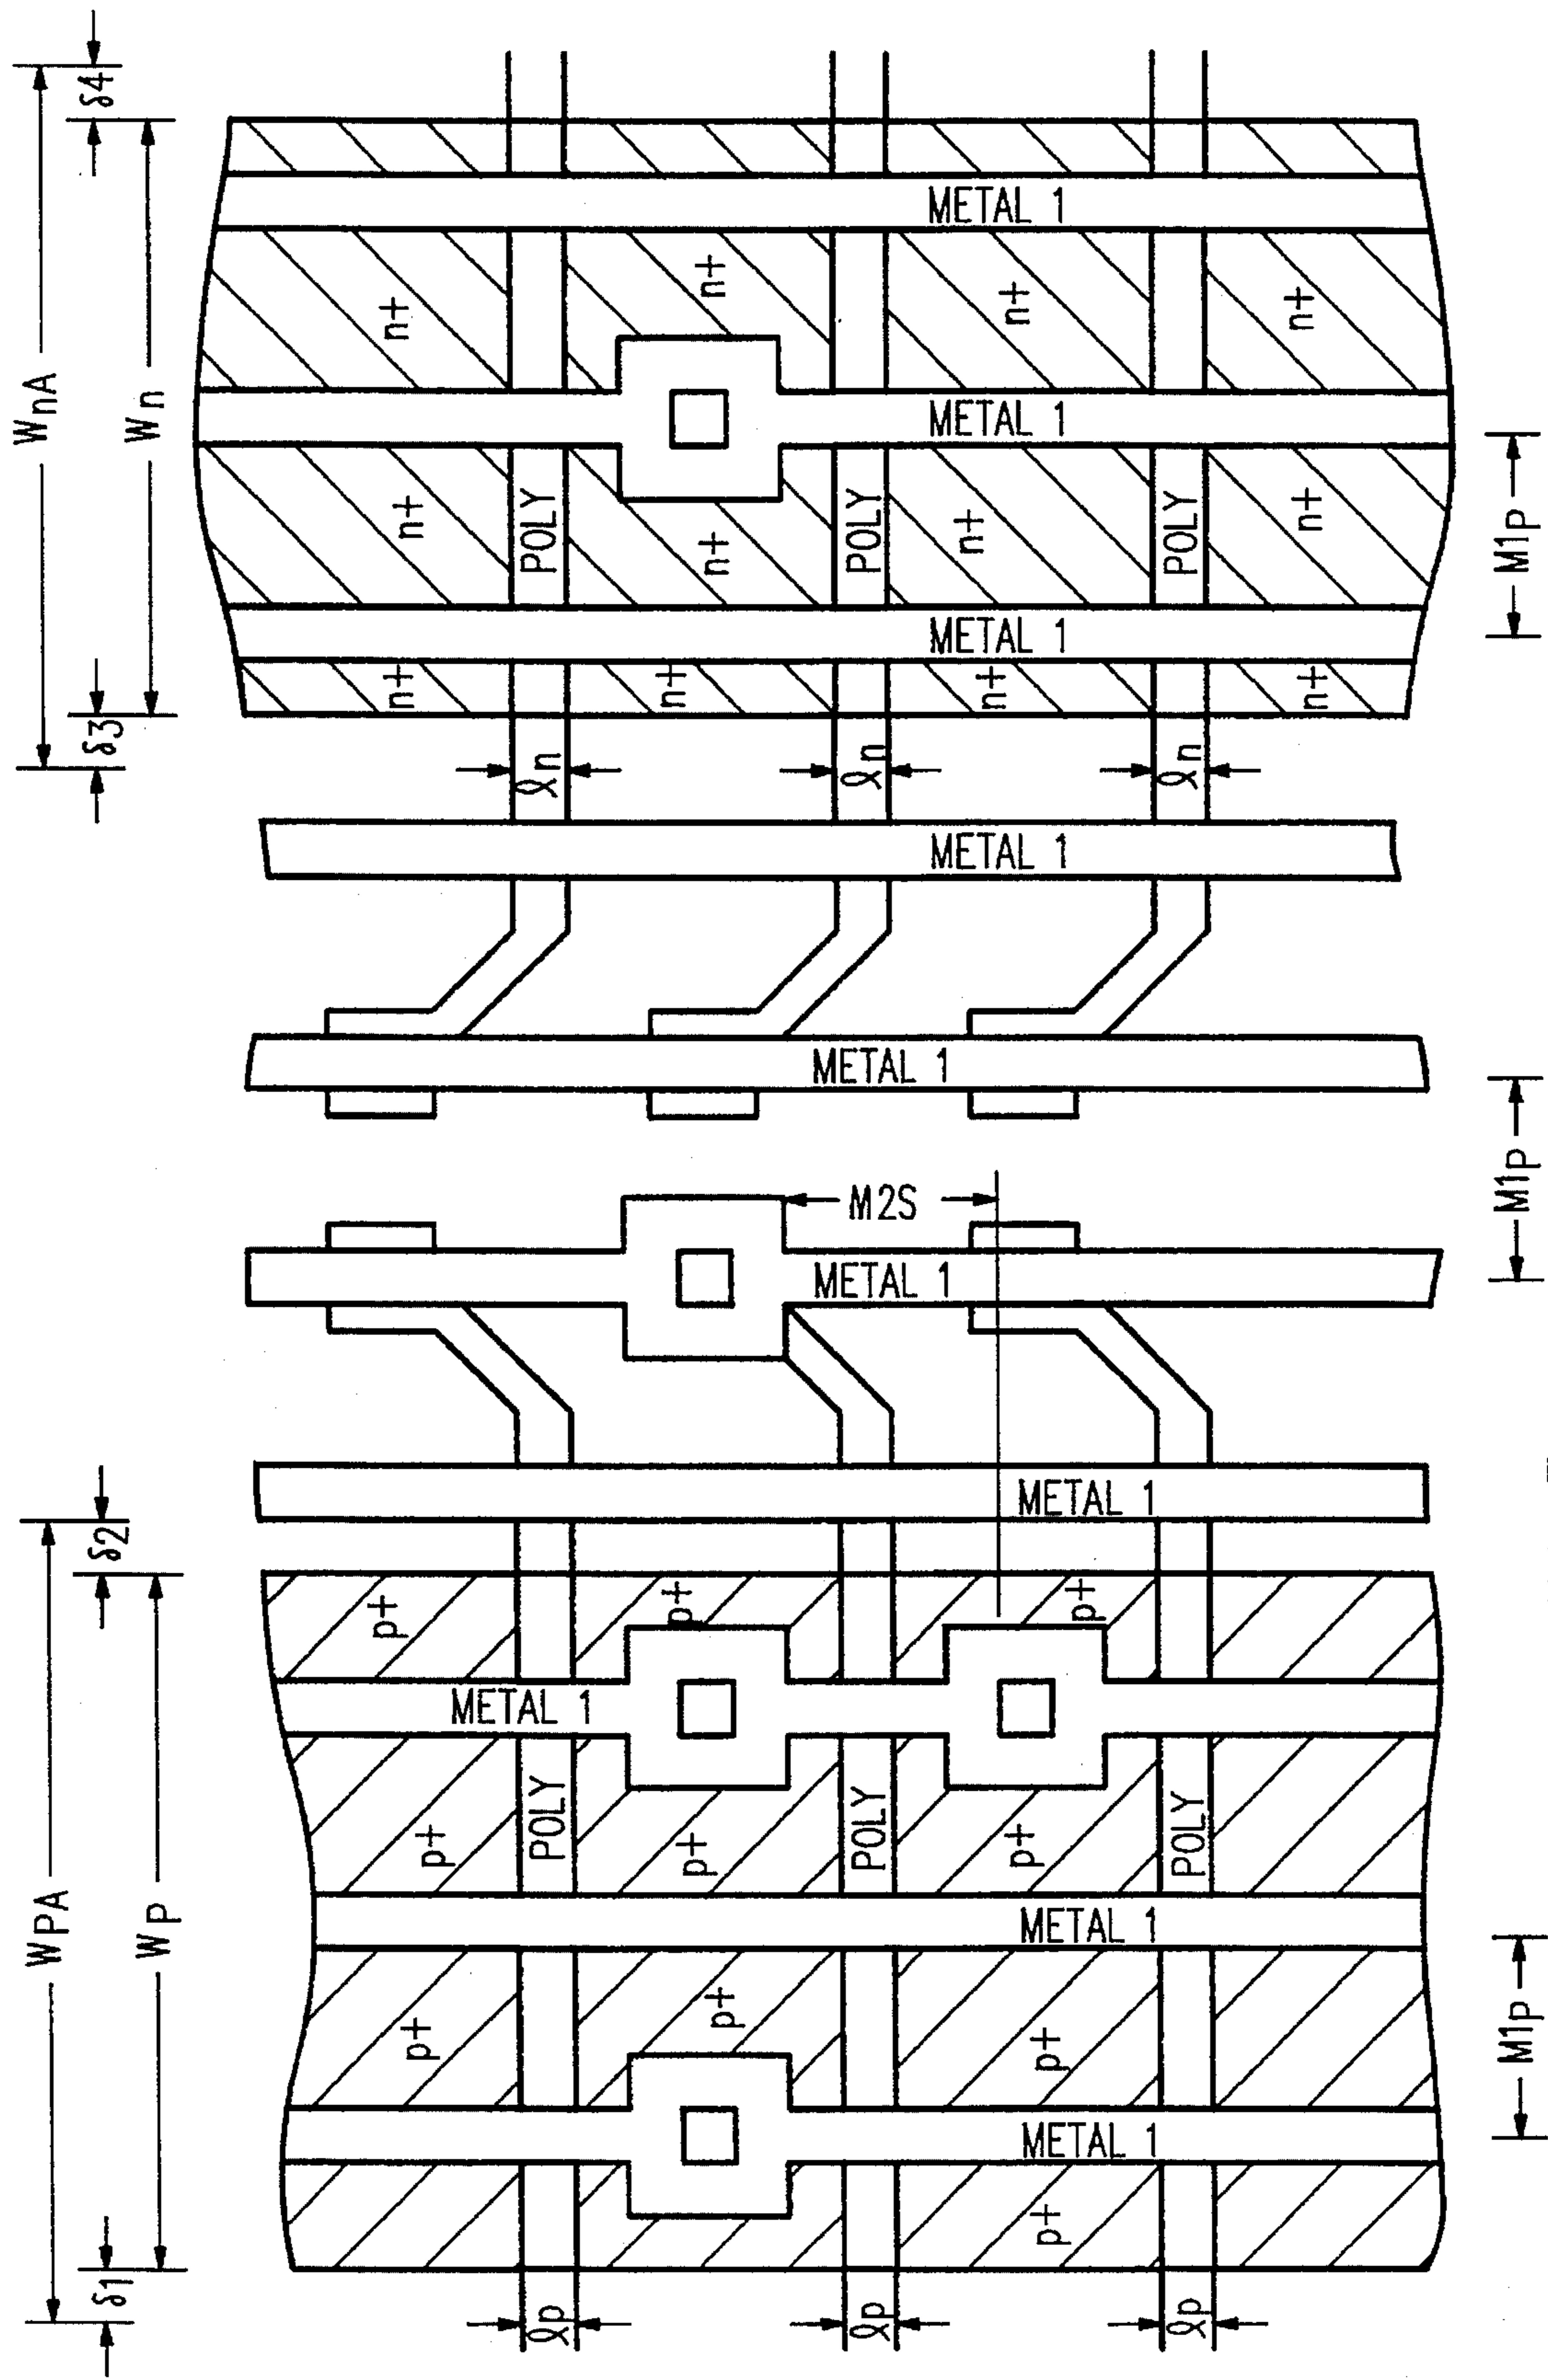 δ4
WnA
Wn
METAL 1
n+
n+
n+
n+
METAL 1
n+
POLY
n+
n+
POLY
POLY
n+
M1P
METAL 1
n+
n+
n+
n+
δ3
ℓn
ℓn
ℓn
METAL 1
METAL 1
M1P
M2S
METAL 1
METAL 1
δ2
WPA
WP
p+
p+
p+
METAL 1
p+
POLY
p+
POLY
p+
POLY
METAL 1
p+
p+
p+
M1P
METAL 1
p+
δ1
ℓp
ℓp
ℓp